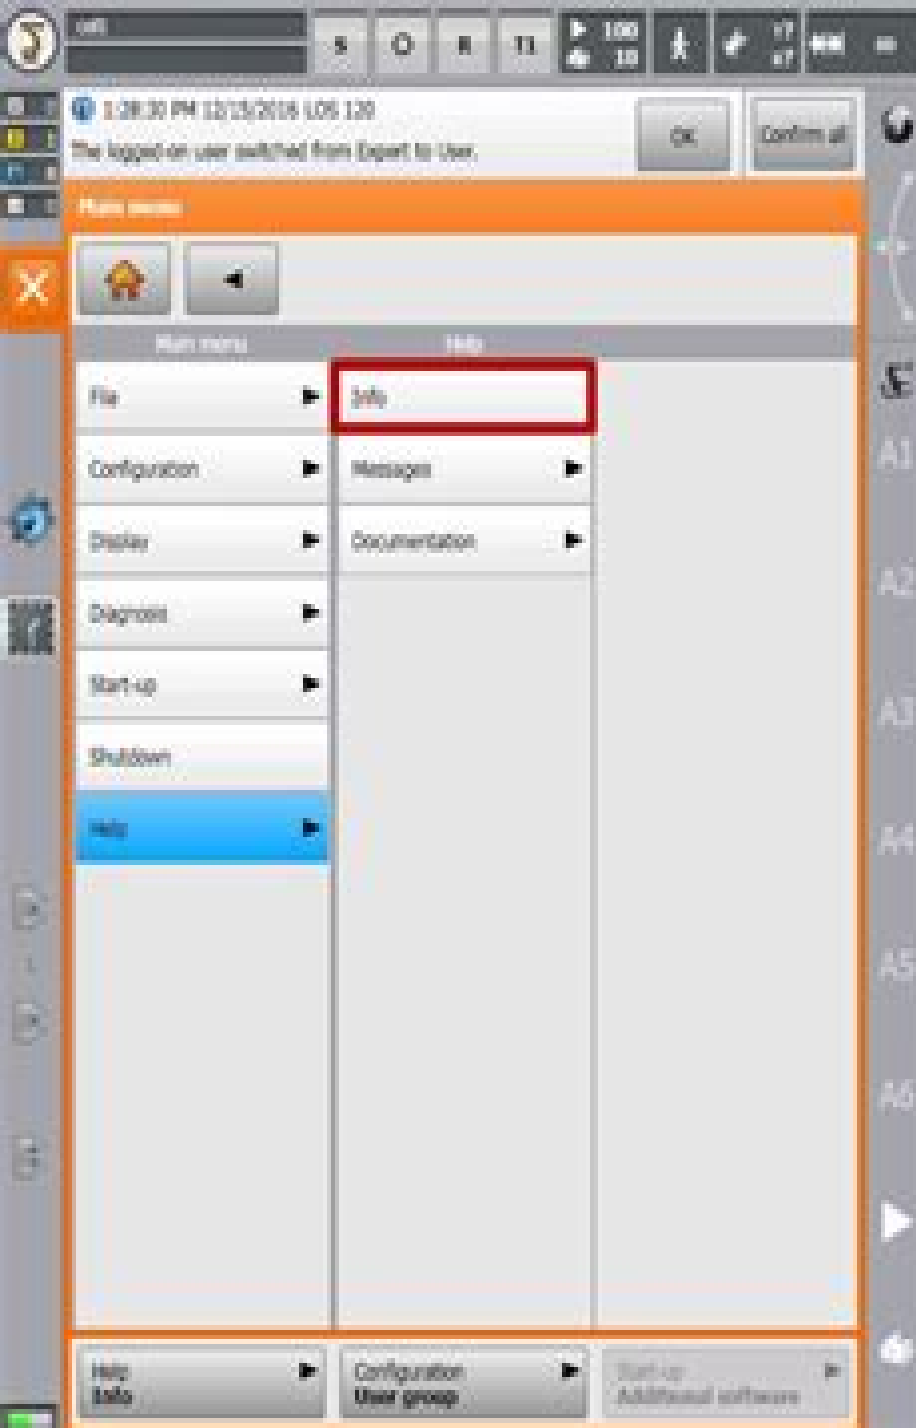 cell
S
O
R
T1
100
10
1:28:30 PM 12/15/2016 LOS 120
OK
Confirm all
The logged-on user switched from Expert to User.
Main menu
Main menu
Help
File
Info
Configuration
Messages
Display
Documentation
Diagnosis
Start-up
Shutdown
Help
A1
A2
A3
A4
A5
A6
Help
Info
Configuration
User group
Start-up
Additional software